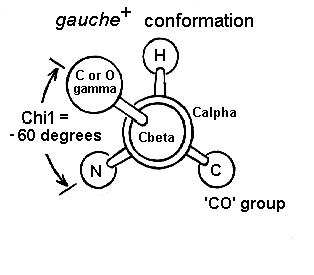 gauche+ conformation
H
C or O
gamma
Calpha
Chi1 =
-60 degrees
Cbeta
N
C
'CO' group